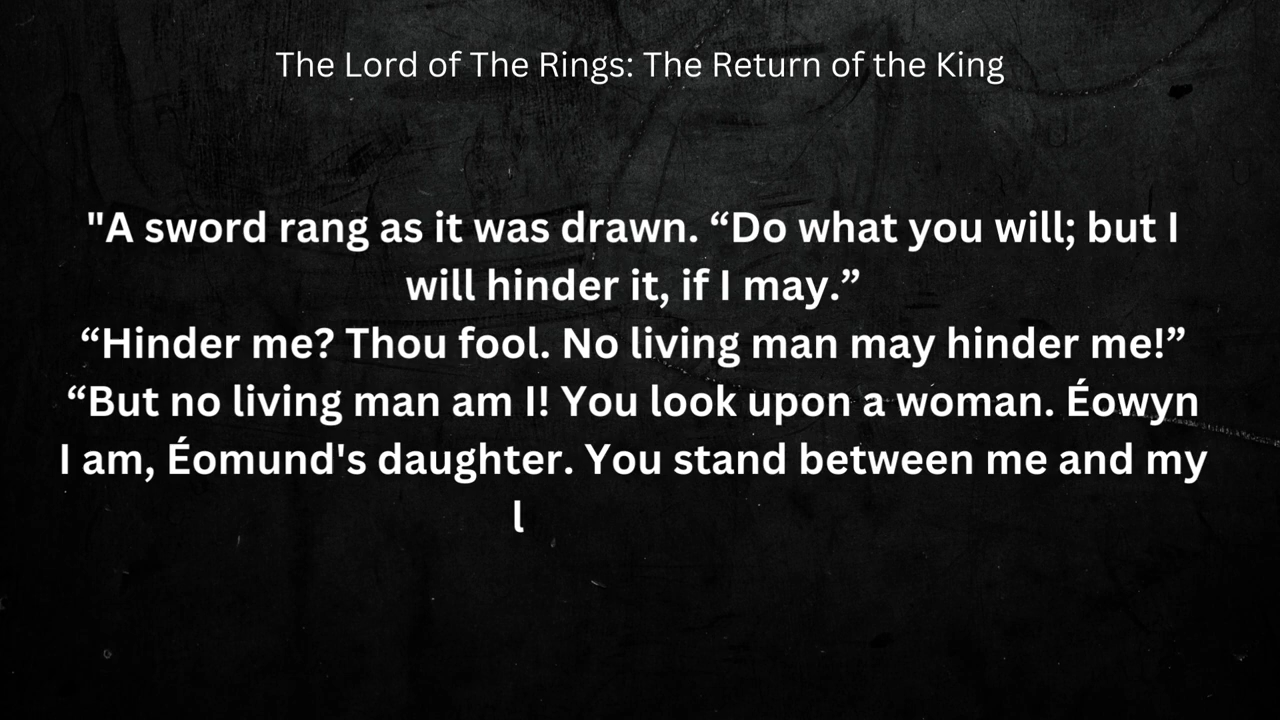 The Lord of The Rings: The Return of the King
"A sword rang as it was drawn. “Do what you will; but I
will hinder it, if I may.”
“Hinder me? Thou fool. No living man may hinder me!”
“But no living man am I! You look upon a woman. Éowyn
I am, Éomund's daughter. You stand between me and my
l